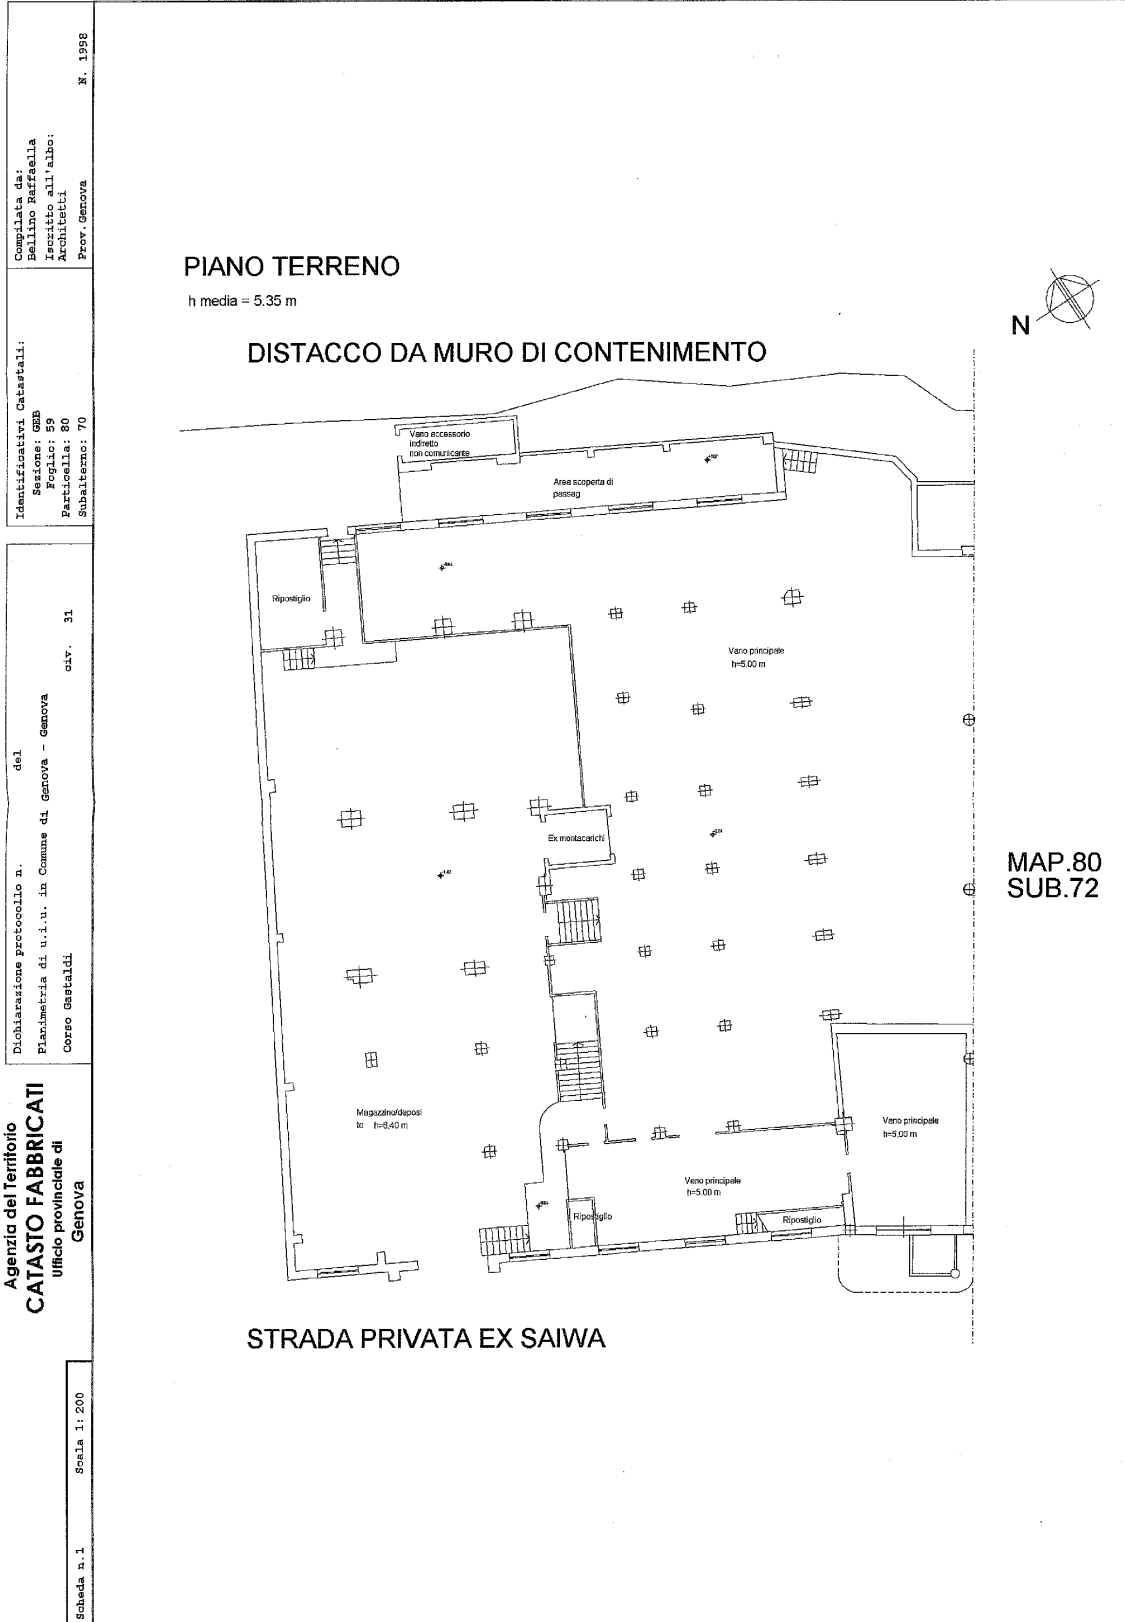 Agenzia del Territorio
CATASTO FABBRICATI
Ufficio provinciale di
Genova
Dichiarazione protocollo n. del
Planimetria di u.i.u. in Comune di Genova - Genova
Corso Gastaldi civ. 31
Identificativi Catastali:
Sezione: GEB
Foglio: 59
Particella: 80
Subalterno: 70
Compilata da:
Bellino Raffaella
Iscritto all'albo:
Architetti
Prov. Genova N. 1998
Scheda n.1 Scala 1: 200
PIANO TERRENO
h media = 5.35 m
N
DISTACCO DA MURO DI CONTENIMENTO
Vano accessorio
indiretto
non comunicante
Area scoperta di
passag
Ripostiglio
Vano principale
h=5.00 m
Ex montacarichi
MAP.80
SUB.72
Magazzino/deposi
to h=6,40 m
Vano principale
h=5,00 m
Vano principale
h=5.00 m
Ripostiglio
Ripostiglio
STRADA PRIVATA EX SAIWA